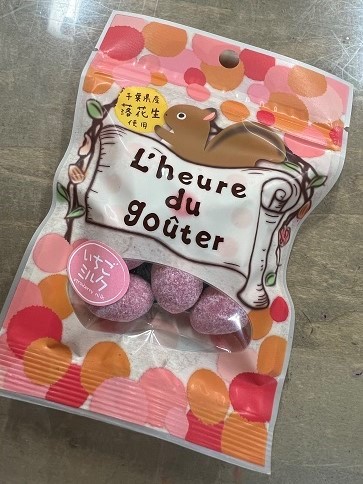 千葉県産
落花生
使用
L'heure
du
goûter
いちご
ミルク